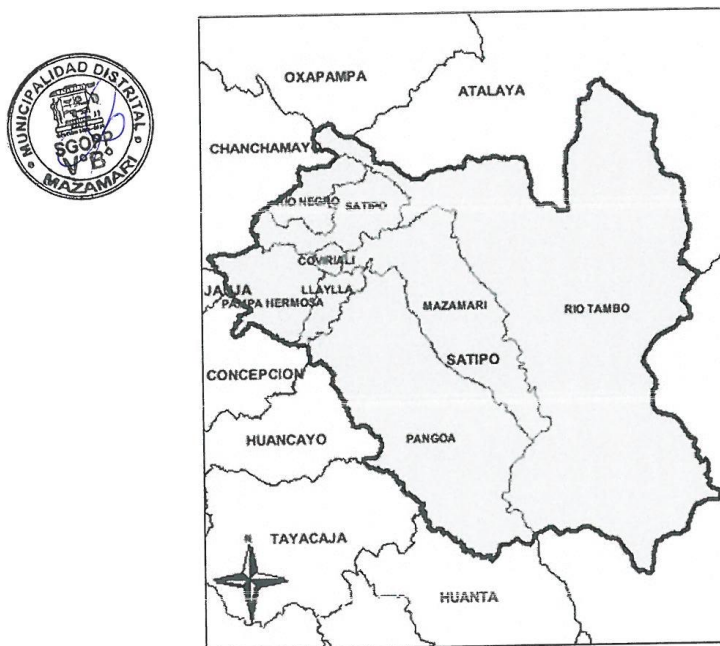 MUNICIPALIDAD DISTRITAL
SGOPP
V°B°
MAZAMARI
OXAPAMPA
ATALAYA
CHANCHAMAYO
RIO NEGRO
SATIPO
COVIRIALI
JAUJA
LLAYLLA
PAMPA HERMOSA
MAZAMARI
RIO TAMBO
SATIPO
CONCEPCION
HUANCAYO
PANGOA
TAYACAJA
N
HUANTA